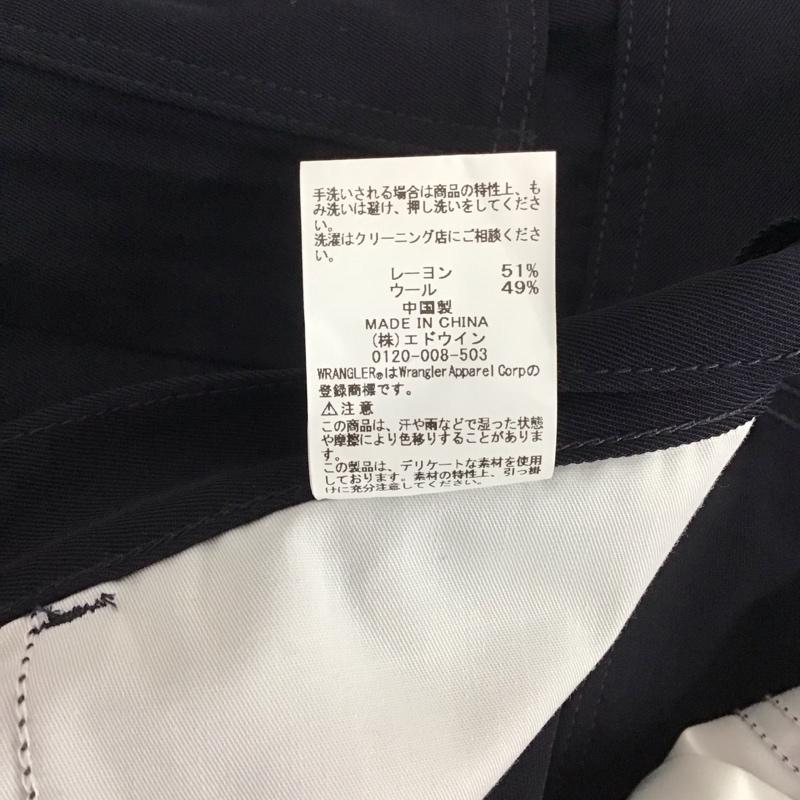 手洗いされる場合は商品の特性上、も
み洗いは避け、押し洗いをしてくださ
い。
洗濯はクリーニング店にご相談くださ
い。
レーヨン 51%
ウール 49%
中国製
MADE IN CHINA
(株)エドウイン
0120-008-503
WRANGLER®はWrangler Apparel Corpの
登録商標です。
⚠注意
この商品は、汗や雨などで湿った状態
や摩擦により色移りすることがありま
す。
この製品は、デリケートな素材を使用
しております。素材の特性上、引っ掛
けに充分注意してください。